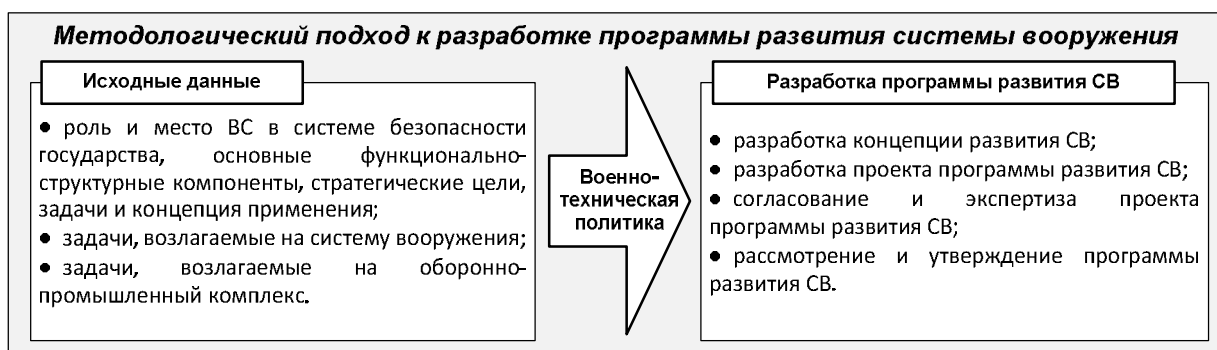 Методологический подход к разработке программы развития системы вооружения
Исходные данные
● роль и место ВС в системе безопасности
государства, основные функционально-
структурные компоненты, стратегические цели,
задачи и концепция применения;
● задачи, возлагаемые на систему вооружения;
● задачи, возлагаемые на оборонно-
промышленный комплекс.
Военно-
техническая
политика
Разработка программы развития СВ
● разработка концепции развития СВ;
● разработка проекта программы развития СВ;
● согласование и экспертиза проекта
программы развития СВ;
● рассмотрение и утверждение программы
развития СВ.